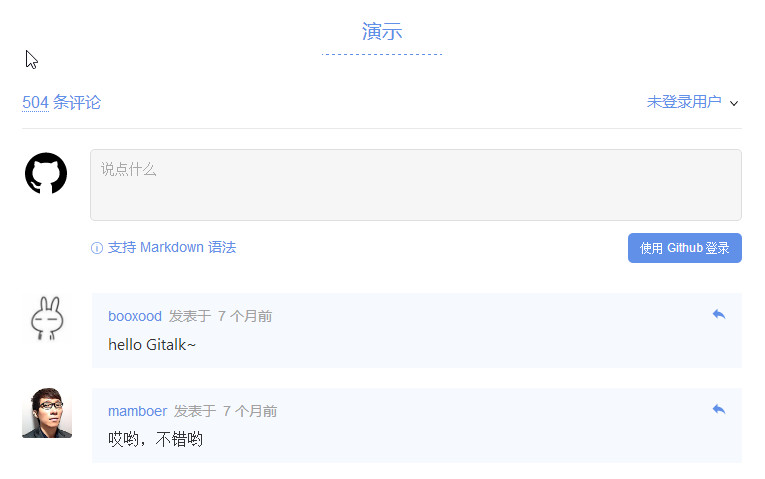 演示
504 条评论
未登录用户
说点什么
支持 Markdown 语法
使用 Github 登录
booxood 发表于 7 个月前
hello Gitalk~
mamboer 发表于 7 个月前
哎哟，不错哟